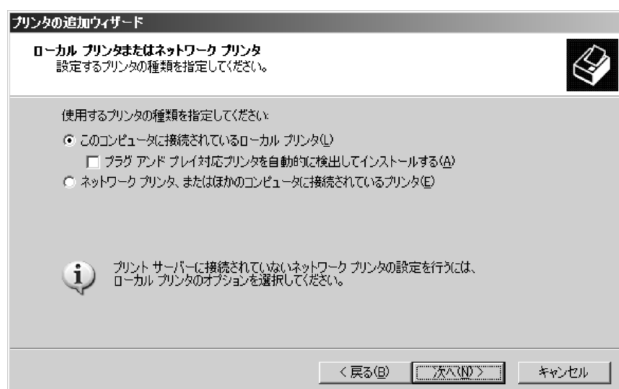 プリンタの追加ウィザード
ローカル プリンタまたはネットワーク プリンタ
設定するプリンタの種類を指定してください。
使用するプリンタの種類を指定してください:
このコンピュータに接続されているローカル プリンタ(L)
プラグ アンド プレイ対応プリンタを自動的に検出してインストールする(A)
ネットワーク プリンタ、またはほかのコンピュータに接続されているプリンタ(E)
プリント サーバーに接続されていないネットワーク プリンタの設定を行うには、
ローカル プリンタのオプションを選択してください。
< 戻る(B) 次へ(N) > キャンセル